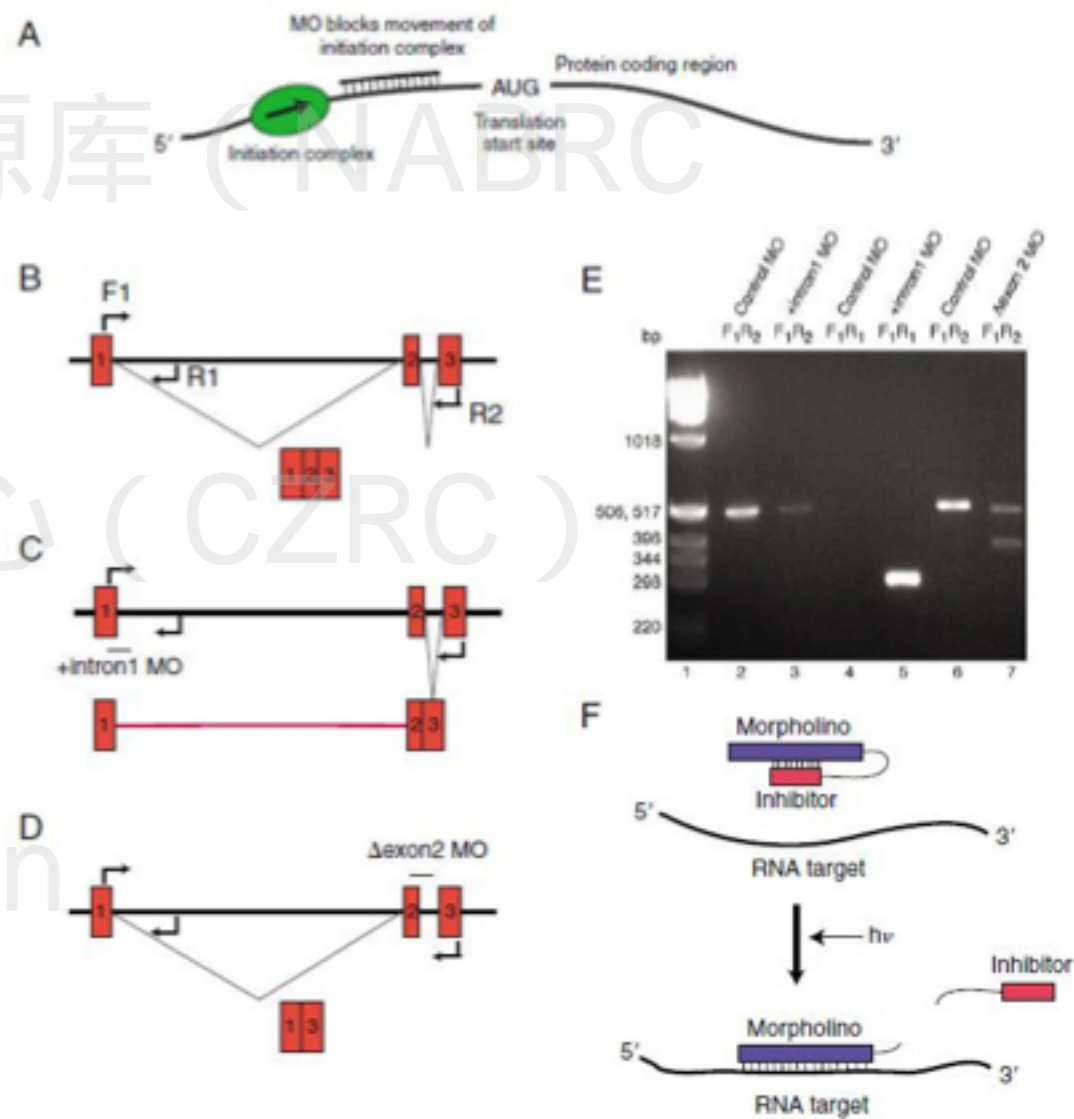 A
MO blocks movement of
initiation complex
Protein coding region
AUG
5′
3′
Translation
start site
Initiation complex
源库（NABRC
B
F1
1
2
3
R1
R2
1 2 3
E
Control MO
+intron1 MO
Control MO
+intron1 MO
Control MO
Δexon 2 MO
bp
F₁R₂ F₁R₂ F₁R₁ F₁R₁ F₁R₂ F₁R₂
1018
506, 517
396
344
298
220
1 2 3 4 5 6 7
心（CZRC）
C
1
2
3
+intron1 MO
1
2 3
F
Morpholino
Inhibitor
5′
3′
RNA target
hν
Inhibitor
Morpholino
5′
3′
RNA target
D
Δexon2 MO
n
1
2
3
1 3